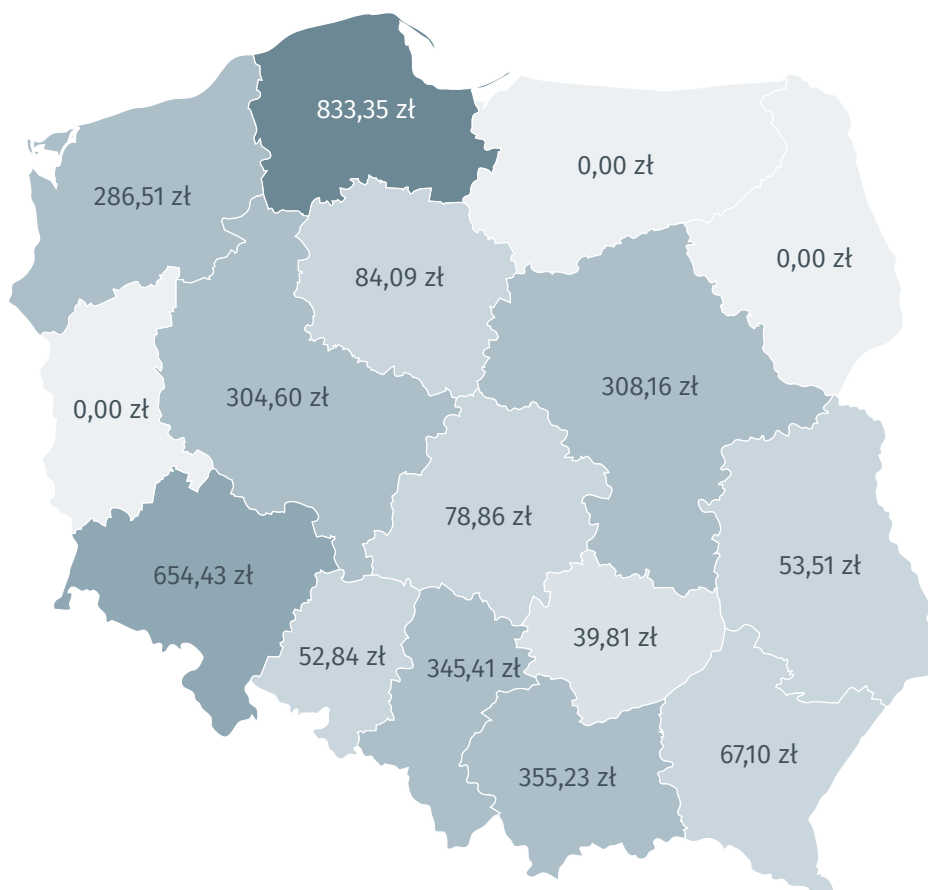 833,35 zł
0,00 zł
286,51 zł
0,00 zł
84,09 zł
308,16 zł
304,60 zł
0,00 zł
78,86 zł
53,51 zł
654,43 zł
39,81 zł
52,84 zł
345,41 zł
67,10 zł
355,23 zł